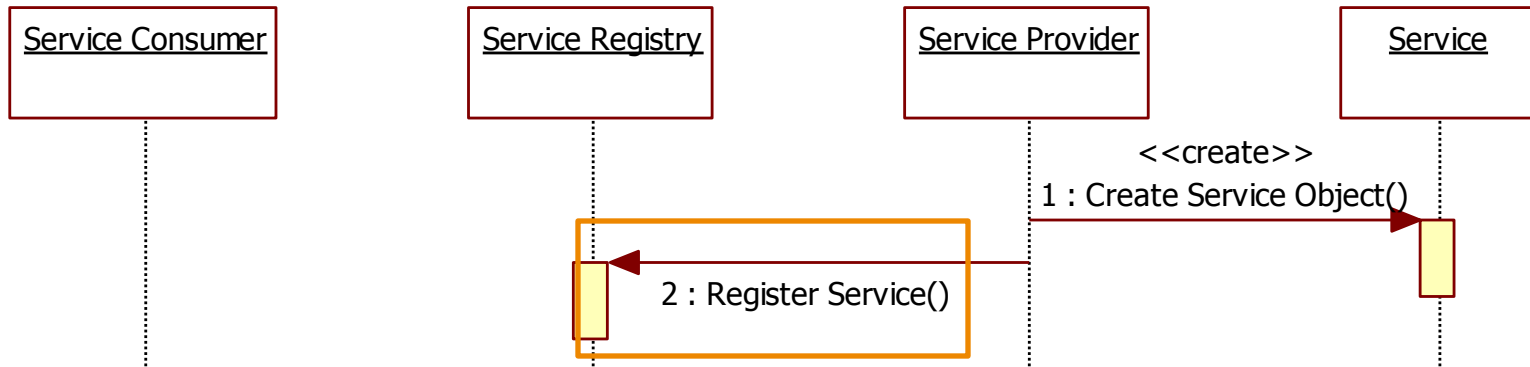 Service Consumer
Service Registry
Service Provider
Service
<<create>>
1 : Create Service Object()
2 : Register Service()